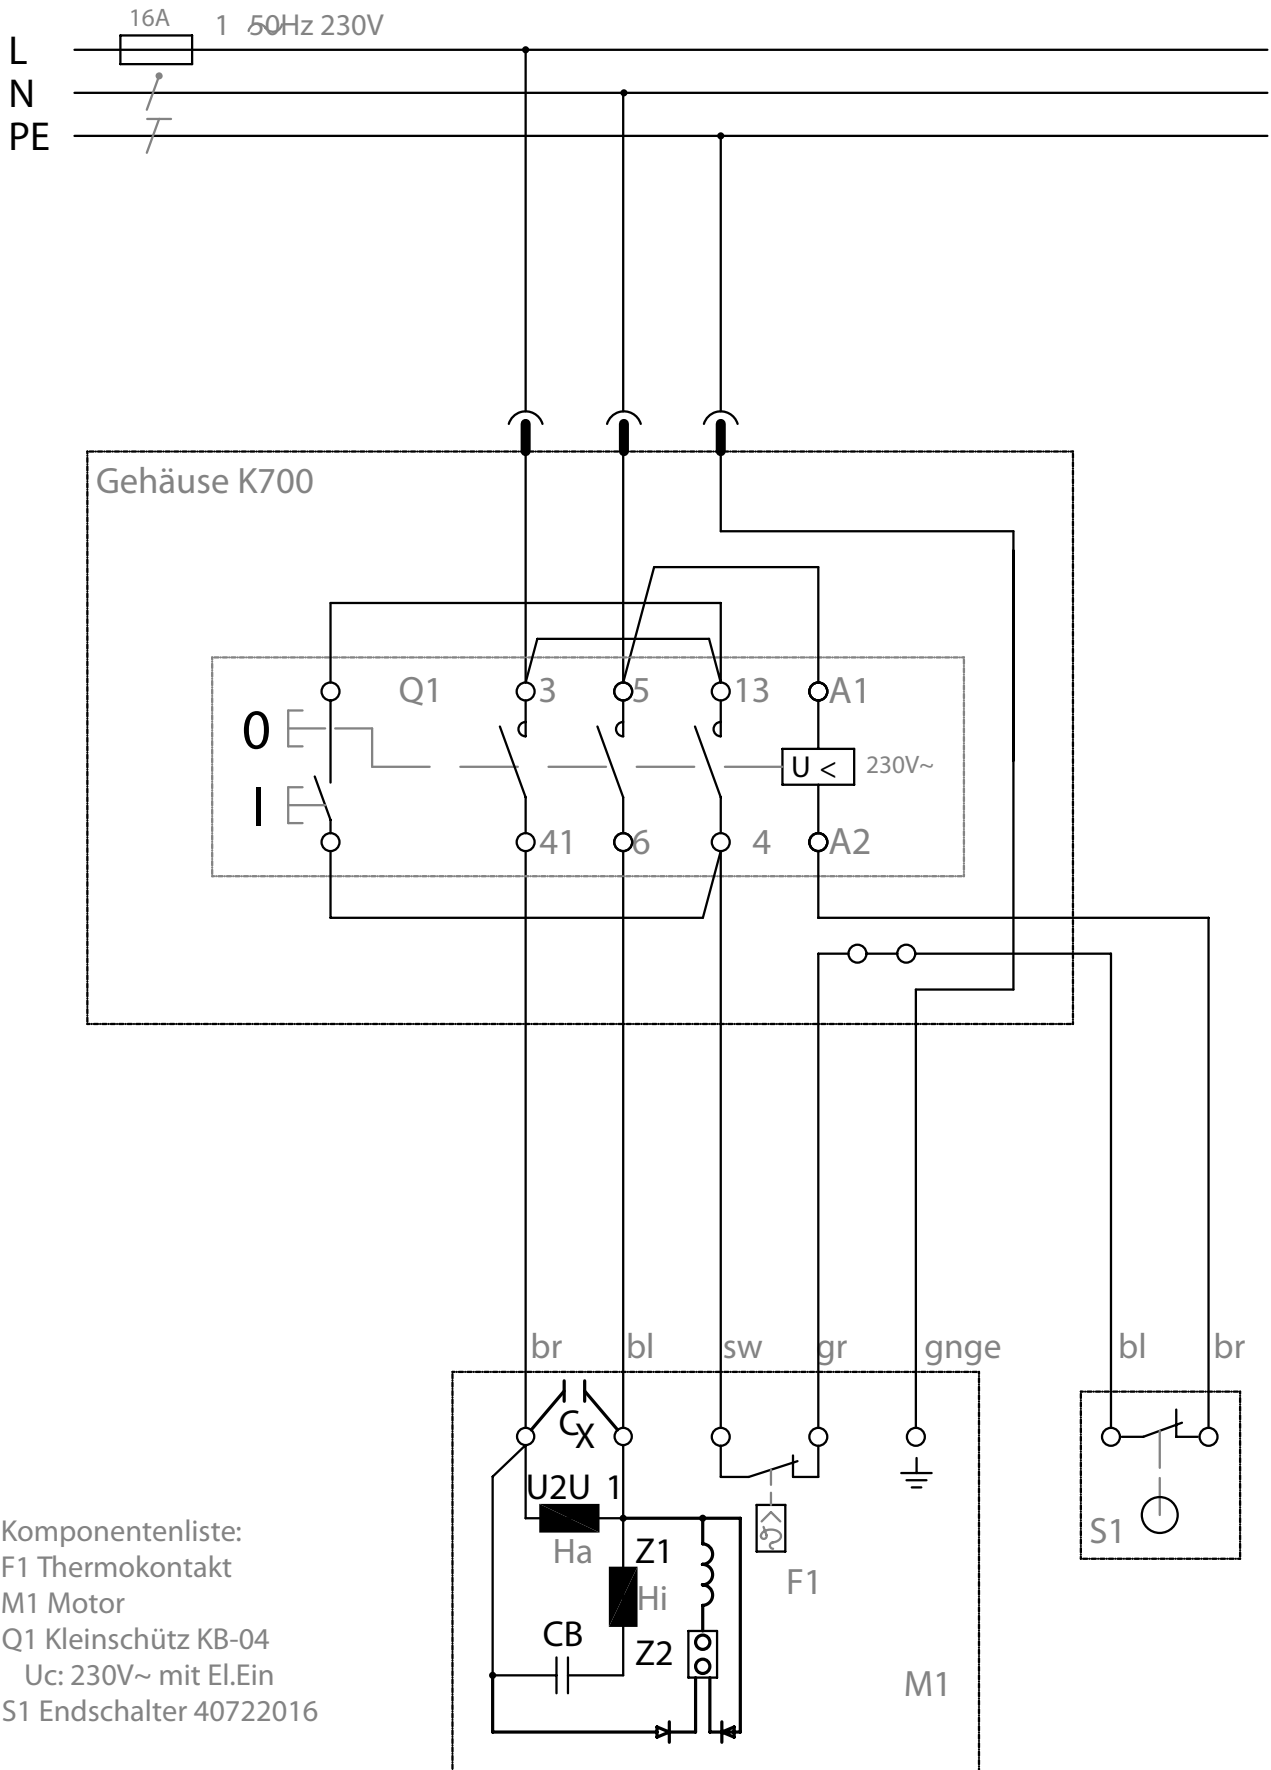 16A
1 ~50Hz 230V
L
N
PE
Gehäuse K700
Q1
3
5
13
A1
0
U <
230V~
I
41
6
4
A2
br
bl
sw
gr
gnge
bl
br
CX
U2U 1
Ha
Z1
Hi
F1
S1
CB
Z2
M1
Komponentenliste:
F1 Thermokontakt
M1 Motor
Q1 Kleinschütz KB-04
Uc: 230V~ mit El.Ein
S1 Endschalter 40722016